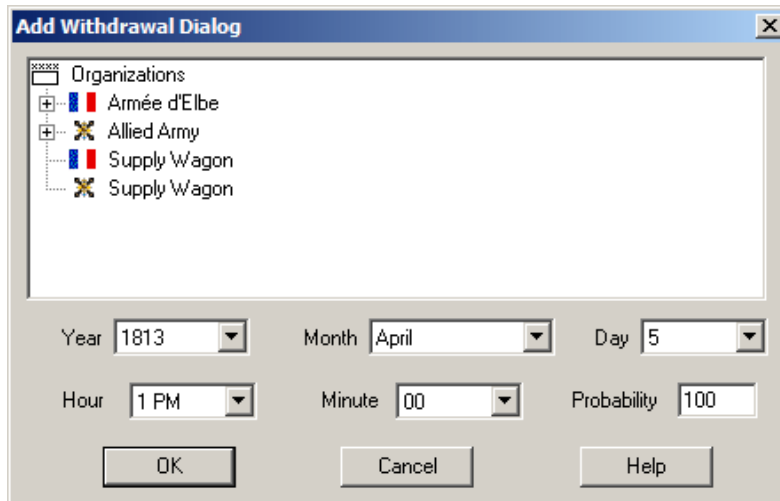 Add Withdrawal Dialog
xxxx
Organizations
Armée d'Elbe
Allied Army
Supply Wagon
Supply Wagon
Year 1813 Month April Day 5
Hour 1 PM Minute 00 Probability 100
OK Cancel Help